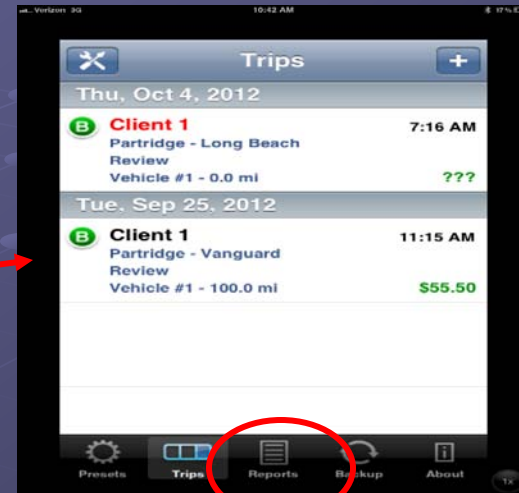 Verizon 3G 10:42 AM 17%
Trips +
Thu, Oct 4, 2012
B Client 1 7:16 AM
Partridge - Long Beach
Review
Vehicle #1 - 0.0 mi ???
Tue, Sep 25, 2012
B Client 1 11:15 AM
Partridge - Vanguard
Review
Vehicle #1 - 100.0 mi $55.50
Presets Trips Reports Backup About
1x